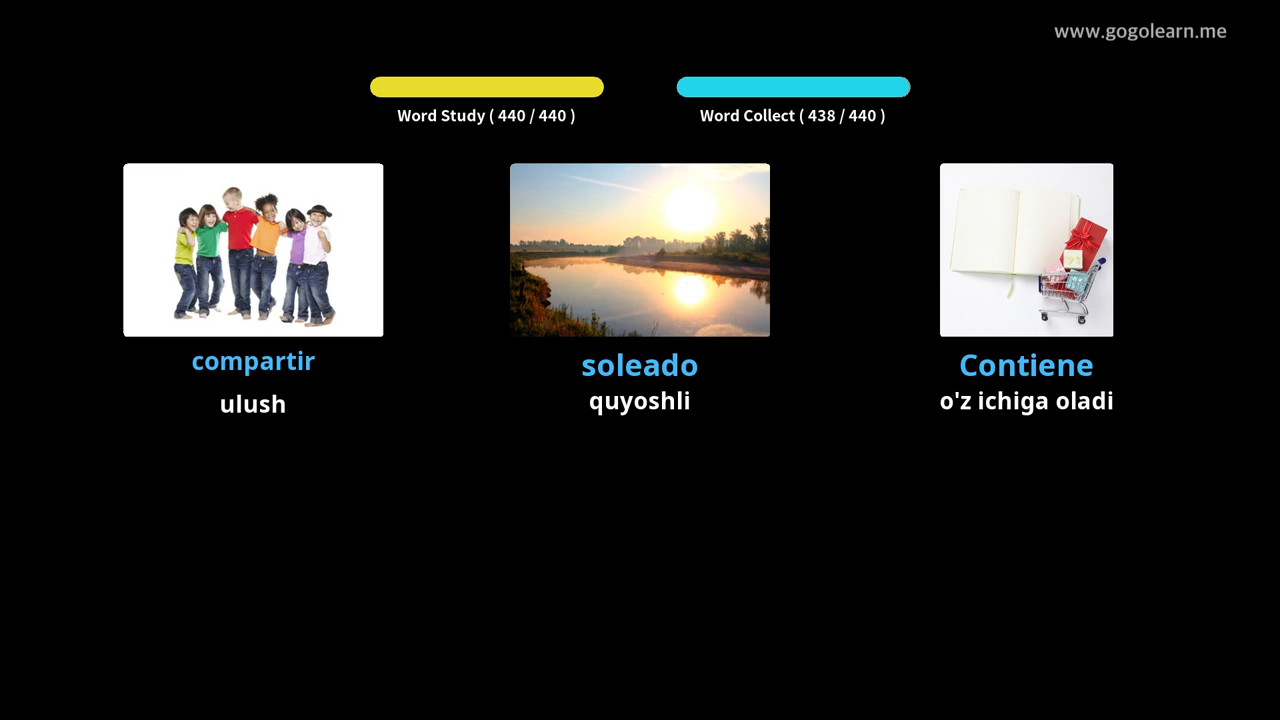 www.gogolearn.me
Word Study ( 440 / 440 )
Word Collect ( 438 / 440 )
compartir
ulush
soleado
quyoshli
Contiene
o'z ichiga oladi